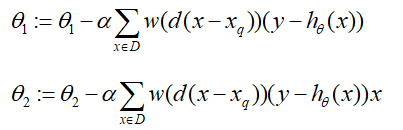 θ₁ := θ₁ − α∑_{x∈D} w(d(x − x_q))(y − h_θ(x))
θ₂ := θ₂ − α∑_{x∈D} w(d(x − x_q))(y − h_θ(x))x